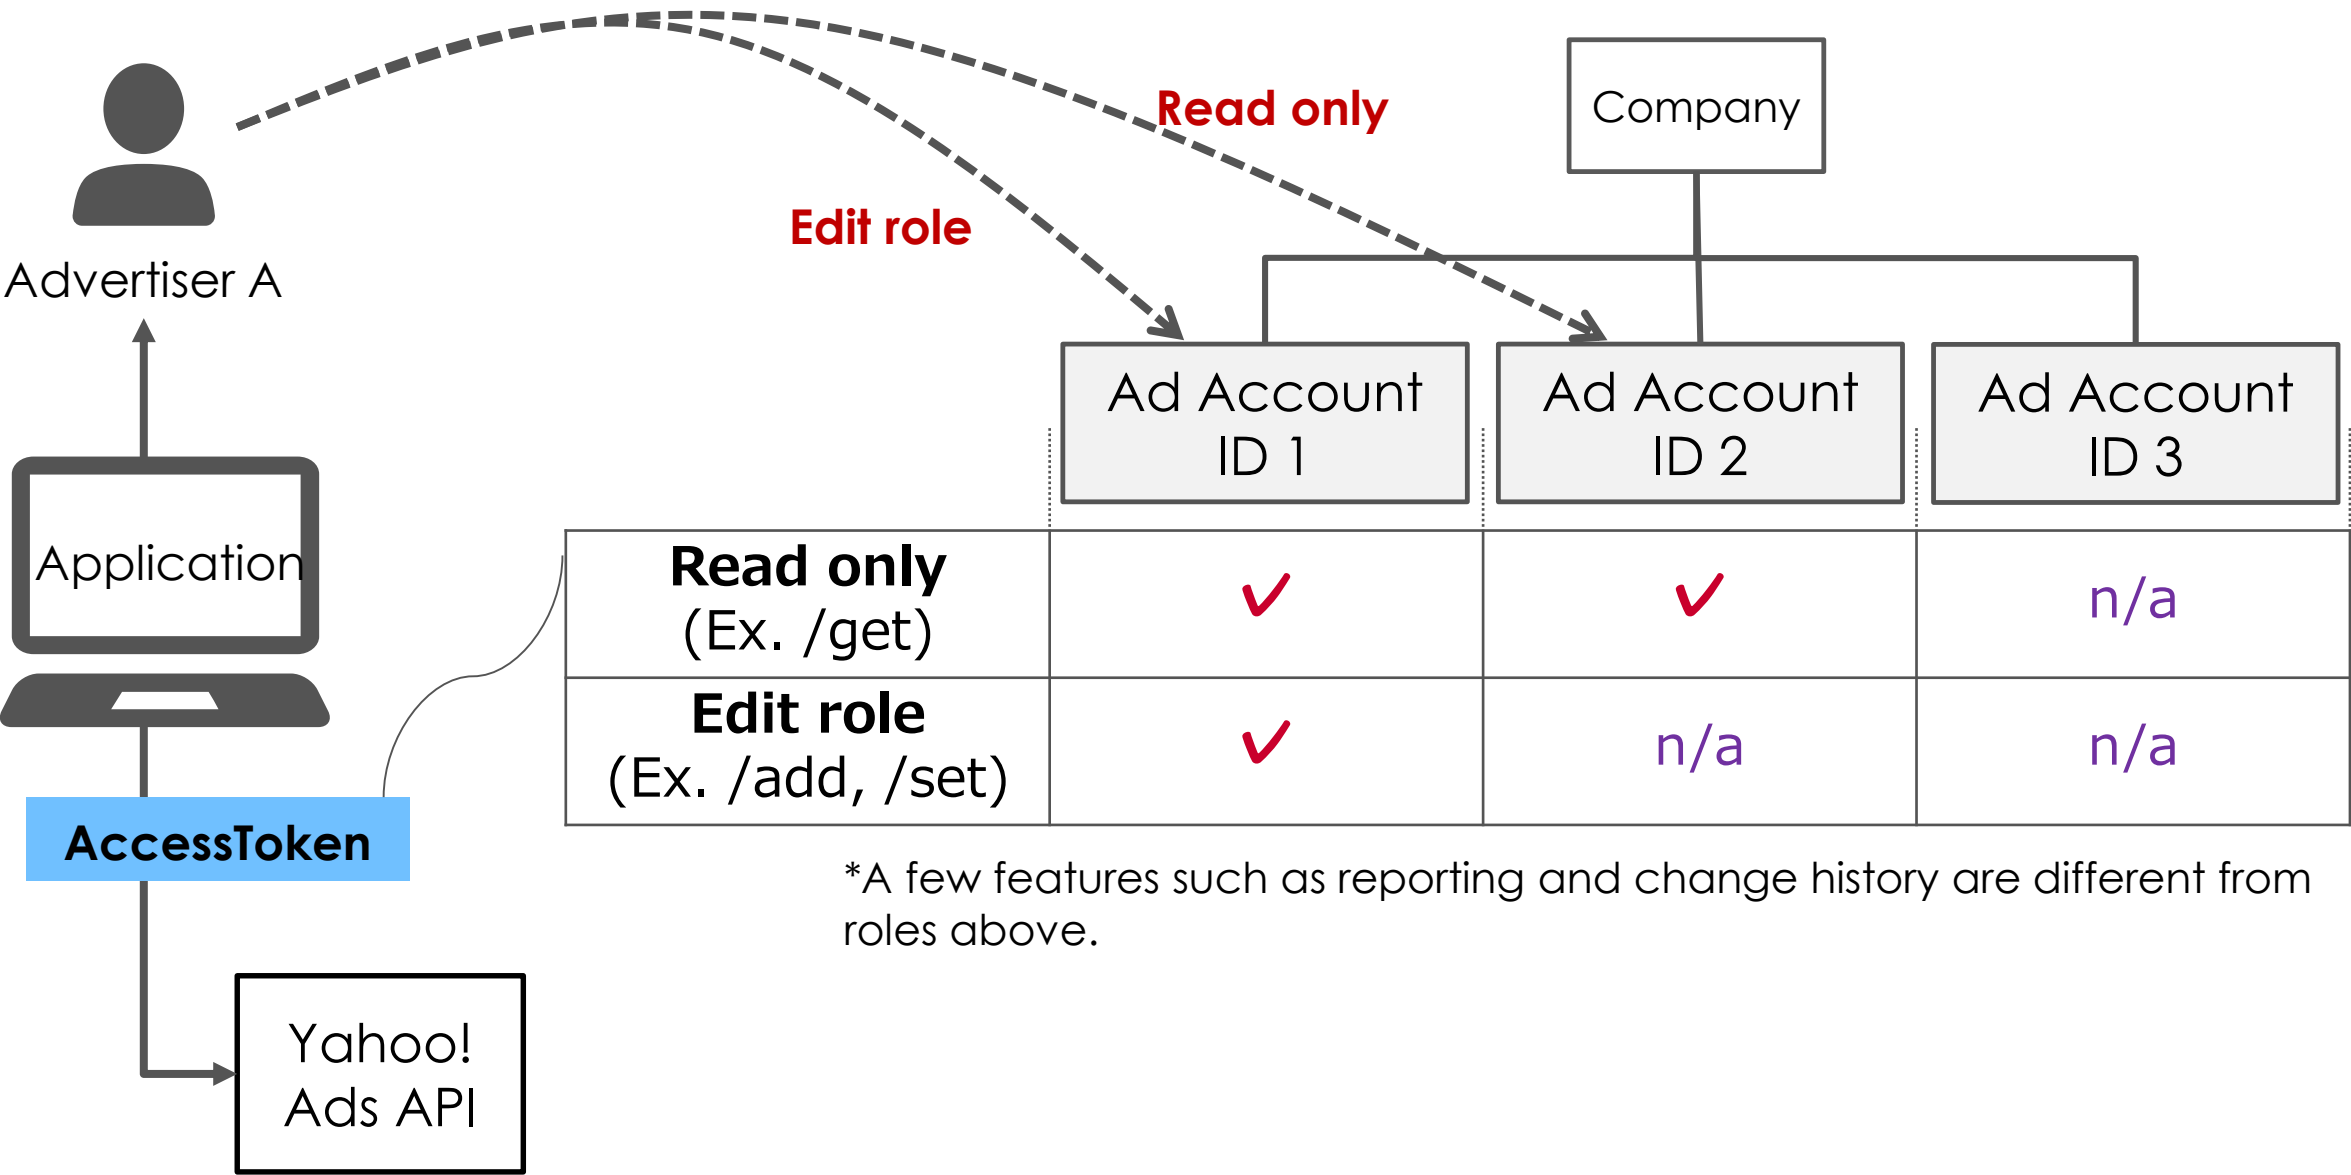 Read only
Company
Edit role
Advertiser A
Ad Account
ID 1
Ad Account
ID 2
Ad Account
ID 3
Application
Read only
(Ex. /get)
✔
✔
n/a
Edit role
(Ex. /add, /set)
✔
n/a
n/a
AccessToken
*A few features such as reporting and change history are different from
roles above.
Yahoo!
Ads API